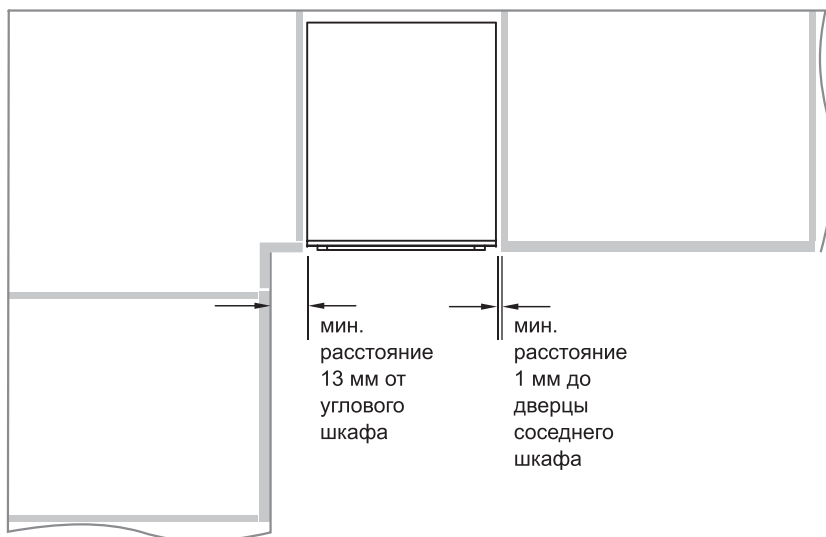 мин.
расстояние
13 мм от
углового
шкафа
мин.
расстояние
1 мм до
дверцы
соседнего
шкафа